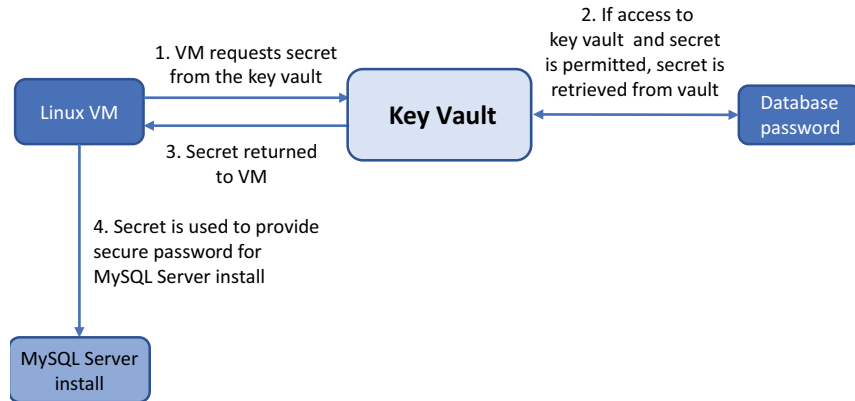 1. VM requests secret
from the key vault
2. If access to
key vault and secret
is permitted, secret is
retrieved from vault
Linux VM
Key Vault
Database
password
3. Secret returned
to VM
4. Secret is used to provide
secure password for
MySQL Server install
MySQL Server
install